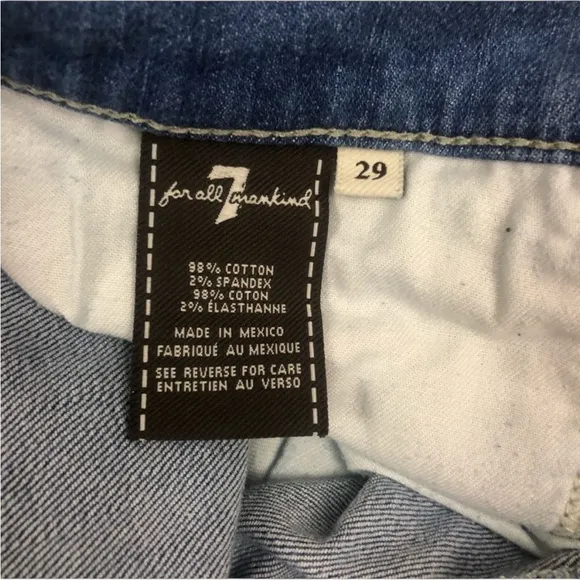 7
for all mankind
29
98% COTTON
2% SPANDEX
98% COTON
2% ÉLASTHANNE
MADE IN MEXICO
FABRIQUÉ AU MEXIQUE
SEE REVERSE FOR CARE
ENTRETIEN AU VERSO